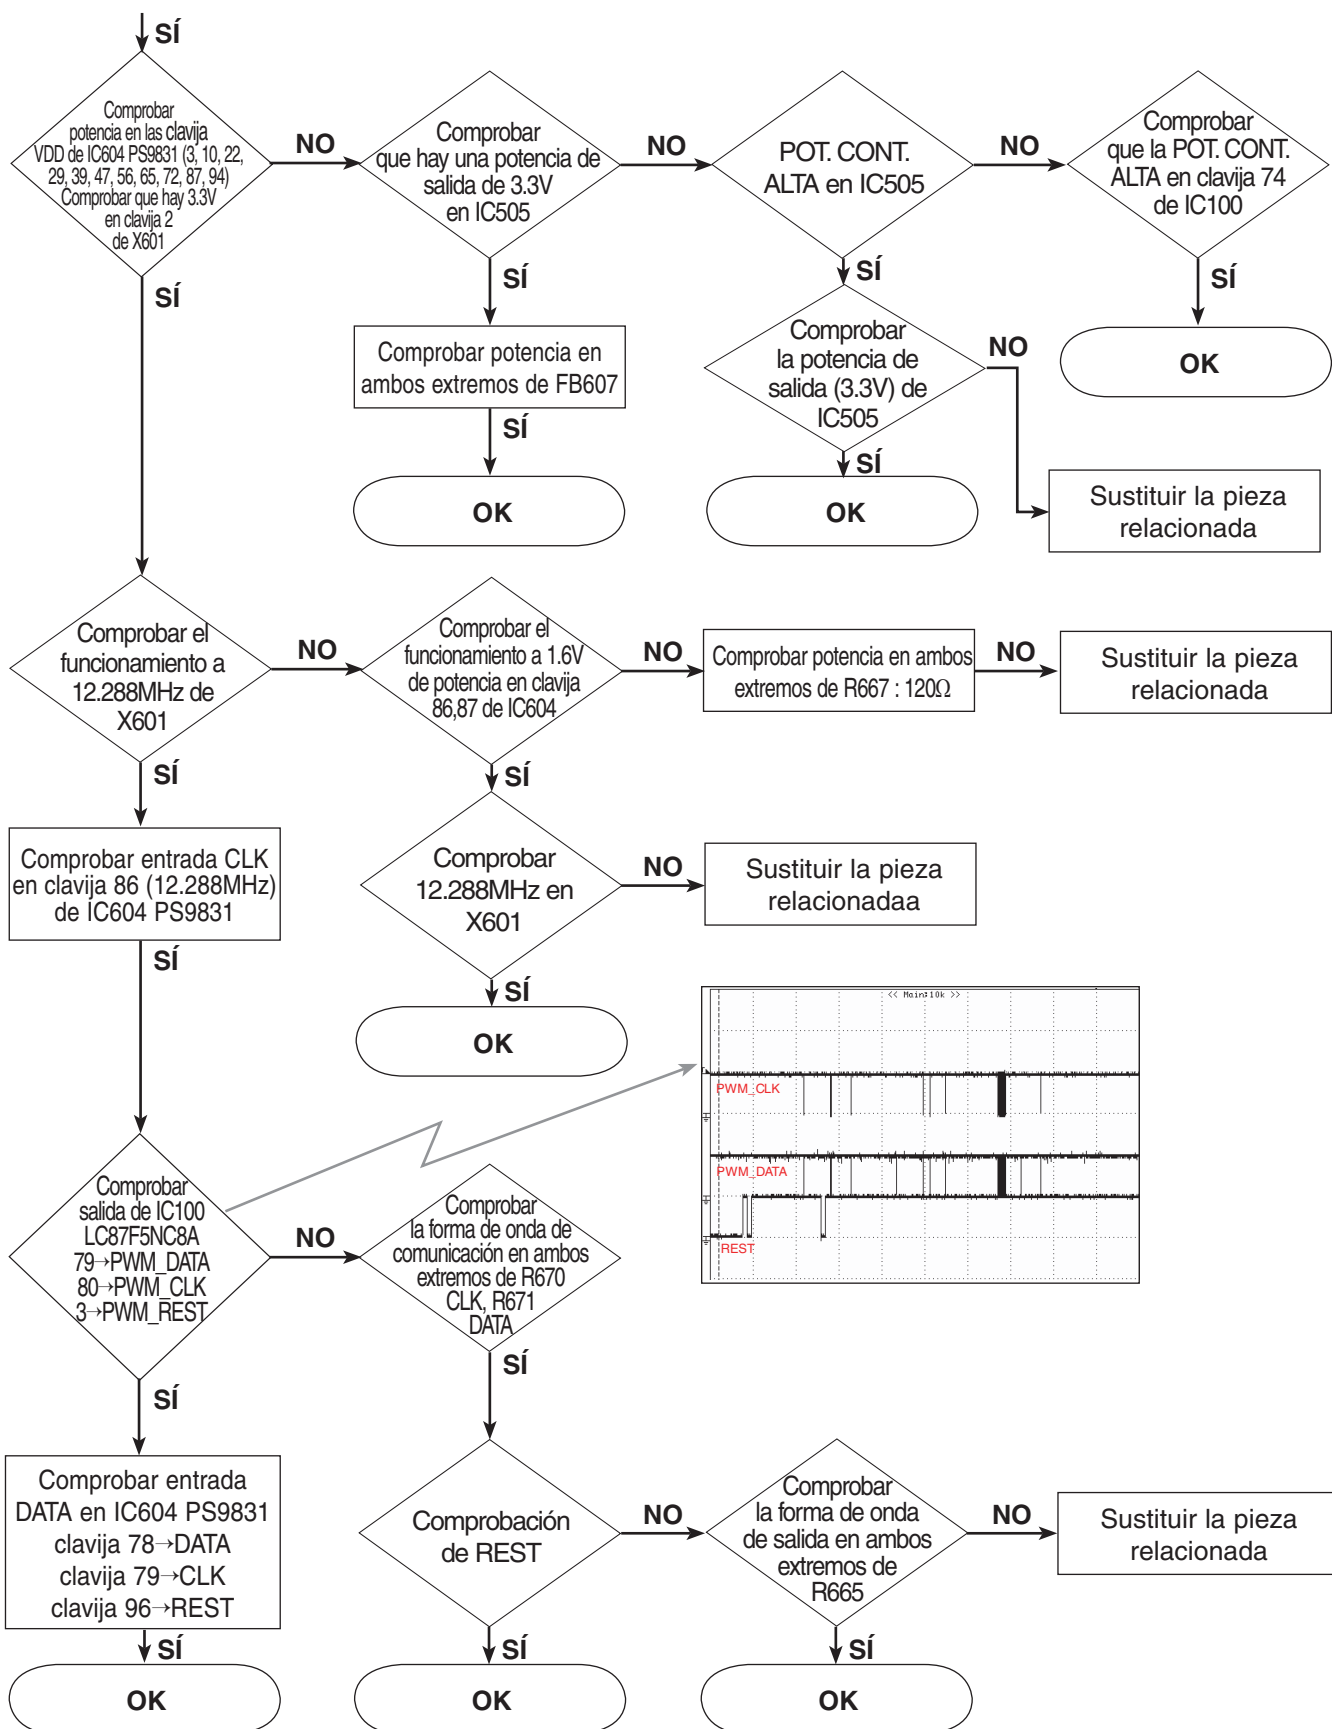 SÍ
Comprobar
potencia en las clavija
VDD de IC604 PS9831 (3, 10, 22,
29, 39, 47, 56, 65, 72, 87, 94)
Comprobar que hay 3.3V
en clavija 2
de X601
NO
Comprobar
que hay una potencia de
salida de 3.3V
en IC505
NO
POT. CONT.
ALTA en IC505
NO
Comprobar
que la POT. CONT.
ALTA en clavija 74
de IC100
SÍ
SÍ
SÍ
SÍ
Comprobar potencia en
ambos extremos de FB607
Comprobar
la potencia de
salida (3.3V) de
IC505
NO
OK
SÍ
SÍ
OK
OK
Sustituir la pieza
relacionada
Comprobar el
funcionamiento a
12.288MHz de
X601
NO
Comprobar el
funcionamiento a 1.6V
de potencia en clavija
86,87 de IC604
NO
Comprobar potencia en ambos
extremos de R667 : 120Ω
NO
Sustituir la pieza
relacionada
SÍ
SÍ
Comprobar entrada CLK
en clavija 86 (12.288MHz)
de IC604 PS9831
Comprobar
12.288MHz en
X601
NO
Sustituir la pieza
relacionadaa
SÍ
SÍ
OK
<< Main:10k >>
PWM_CLK
PWM_DATA
REST
Comprobar
salida de IC100
LC87F5NC8A
79→PWM_DATA
80→PWM_CLK
3→PWM_REST
NO
Comprobar
la forma de onda de
comunicación en ambos
extremos de R670
CLK, R671
DATA
SÍ
SÍ
Comprobar entrada
DATA en IC604 PS9831
clavija 78→DATA
clavija 79→CLK
clavija 96→REST
Comprobación
de REST
NO
Comprobar
la forma de onda
de salida en ambos
extremos de
R665
NO
Sustituir la pieza
relacionada
SÍ
SÍ
SÍ
OK
OK
OK